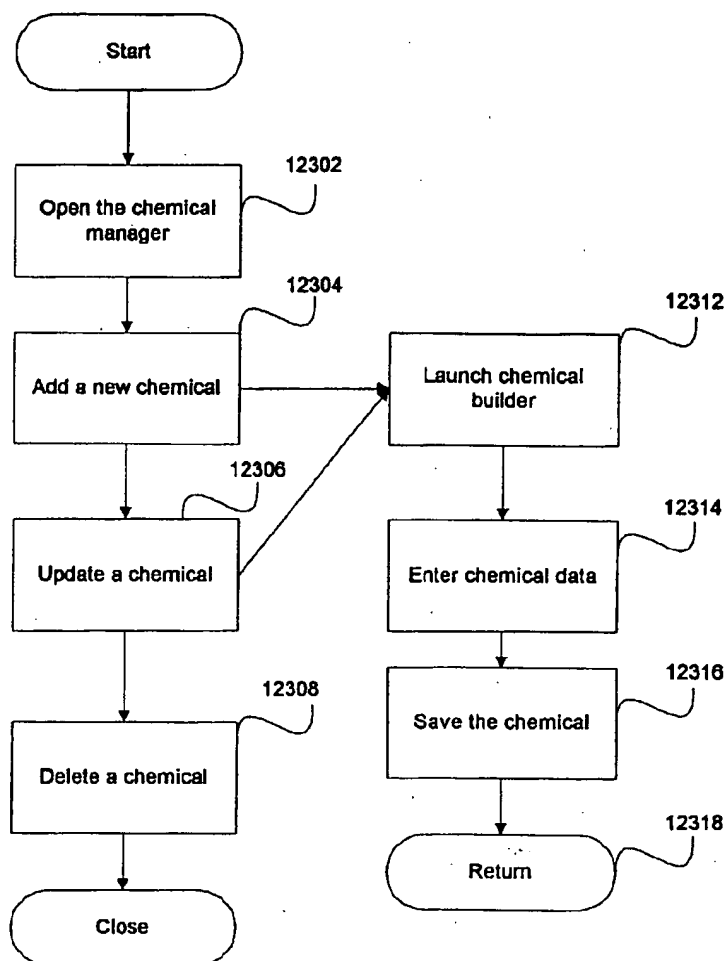 Start
12302
Open the chemical
manager
12304
Add a new chemical
12312
Launch chemical
builder
12306
Update a chemical
12314
Enter chemical data
12308
Delete a chemical
12316
Save the chemical
12318
Return
Close